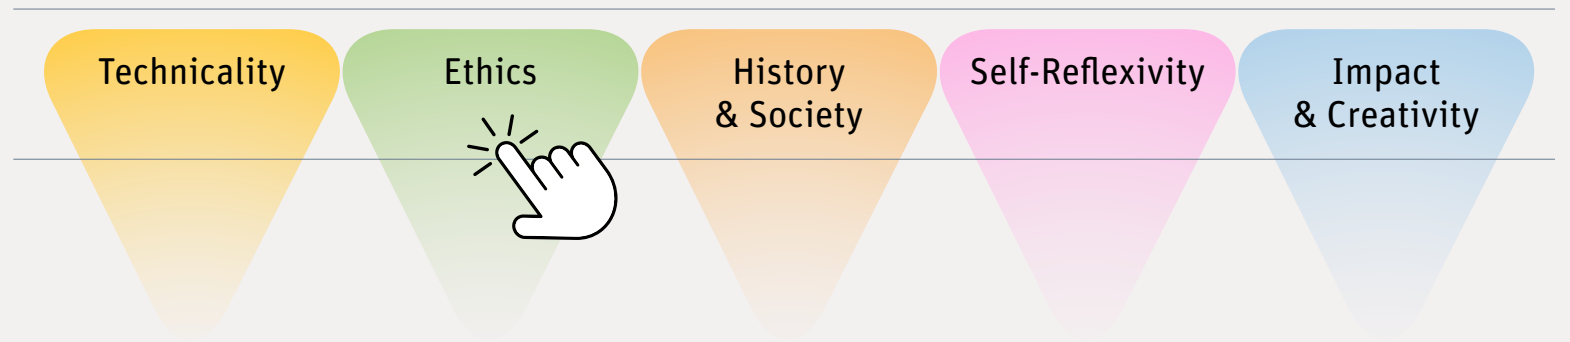 Technicality
Ethics
History
& Society
Self-Reflexivity
Impact
& Creativity